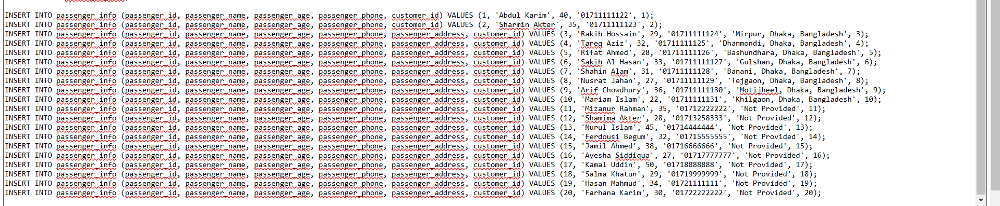 INSERT INTO passenger_info (passenger_id, passenger_name, passenger_age, passenger_phone, customer_id) VALUES (1, 'Abdul Karim', 40, '01711111122', 1);
INSERT INTO passenger_info (passenger_id, passenger_name, passenger_age, passenger_phone, customer_id) VALUES (2, 'Sharmin Akter', 35, '01711111123', 2);
INSERT INTO passenger_info (passenger_id, passenger_name, passenger_age, passenger_phone, passenger_address, customer_id) VALUES (3, 'Rakib Hossain', 29, '01711111124', 'Mirpur, Dhaka, Bangladesh', 3);
INSERT INTO passenger_info (passenger_id, passenger_name, passenger_age, passenger_phone, passenger_address, customer_id) VALUES (4, 'Tareq Aziz', 32, '01711111125', 'Dhanmondi, Dhaka, Bangladesh', 4);
INSERT INTO passenger_info (passenger_id, passenger_name, passenger_age, passenger_phone, passenger_address, customer_id) VALUES (5, 'Rifat Ahmed', 28, '01711111126', 'Bashundhara, Dhaka, Bangladesh', 5);
INSERT INTO passenger_info (passenger_id, passenger_name, passenger_age, passenger_phone, passenger_address, customer_id) VALUES (6, 'Sakib Al Hasan', 33, '01711111127', 'Gulshan, Dhaka, Bangladesh', 6);
INSERT INTO passenger_info (passenger_id, passenger_name, passenger_age, passenger_phone, passenger_address, customer_id) VALUES (7, 'Shahin Alam', 31, '01711111128', 'Banani, Dhaka, Bangladesh', 7);
INSERT INTO passenger_info (passenger_id, passenger_name, passenger_age, passenger_phone, passenger_address, customer_id) VALUES (8, 'Nusrat Jahan', 27, '01711111129', 'Tejgaon, Dhaka, Bangladesh', 8);
INSERT INTO passenger_info (passenger_id, passenger_name, passenger_age, passenger_phone, passenger_address, customer_id) VALUES (9, 'Arif Chowdhury', 36, '01711111130', 'Motijheel, Dhaka, Bangladesh', 9);
INSERT INTO passenger_info (passenger_id, passenger_name, passenger_age, passenger_phone, passenger_address, customer_id) VALUES (10, 'Mariam Islam', 22, '01711111131', 'Khilgaon, Dhaka, Bangladesh', 10);
INSERT INTO passenger_info (passenger_id, passenger_name, passenger_age, passenger_phone, passenger_address, customer_id) VALUES (11, 'Mizanur Rahman', 35, '01712222222', 'Not Provided', 11);
INSERT INTO passenger_info (passenger_id, passenger_name, passenger_age, passenger_phone, passenger_address, customer_id) VALUES (12, 'Shamima Akter', 28, '01713258333', 'Not Provided', 12);
INSERT INTO passenger_info (passenger_id, passenger_name, passenger_age, passenger_phone, passenger_address, customer_id) VALUES (13, 'Nurul Islam', 45, '01714444444', 'Not Provided', 13);
INSERT INTO passenger_info (passenger_id, passenger_name, passenger_age, passenger_phone, passenger_address, customer_id) VALUES (14, 'Ferdousi Begum', 32, '01715555555', 'Not Provided', 14);
INSERT INTO passenger_info (passenger_id, passenger_name, passenger_age, passenger_phone, passenger_address, customer_id) VALUES (15, 'Jamil Ahmed', 38, '01716666666', 'Not Provided', 15);
INSERT INTO passenger_info (passenger_id, passenger_name, passenger_age, passenger_phone, passenger_address, customer_id) VALUES (16, 'Ayesha Siddiqua', 27, '01717777777', 'Not Provided', 16);
INSERT INTO passenger_info (passenger_id, passenger_name, passenger_age, passenger_phone, passenger_address, customer_id) VALUES (17, 'Kamal Uddin', 50, '01718888888', 'Not Provided', 17);
INSERT INTO passenger_info (passenger_id, passenger_name, passenger_age, passenger_phone, passenger_address, customer_id) VALUES (18, 'Salma Khatun', 29, '01719999999', 'Not Provided', 18);
INSERT INTO passenger_info (passenger_id, passenger_name, passenger_age, passenger_phone, passenger_address, customer_id) VALUES (19, 'Hasan Mahmud', 34, '01721111111', 'Not Provided', 19);
INSERT INTO passenger_info (passenger_id, passenger_name, passenger_age, passenger_phone, passenger_address, customer_id) VALUES (20, 'Farhana Karim', 30, '01722222222', 'Not Provided', 20);